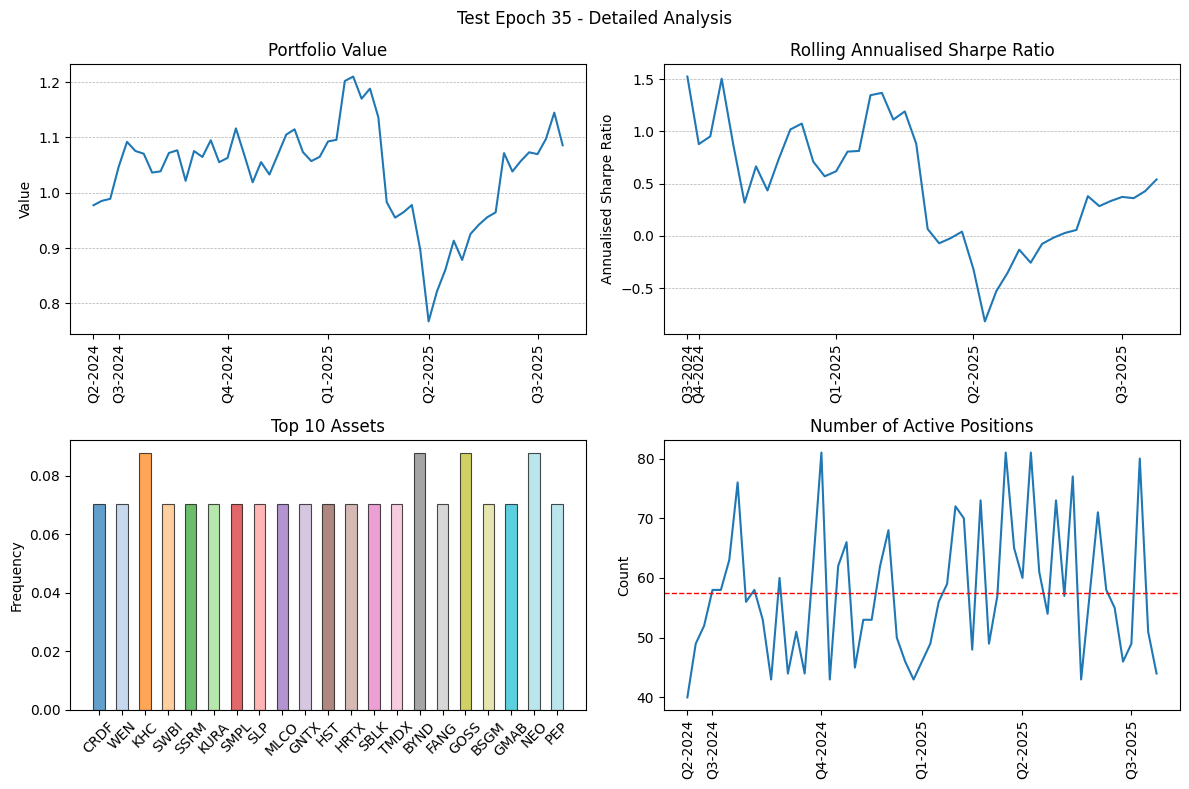 Test Epoch 35 - Detailed Analysis
Portfolio Value
Value
1.2
1.1
1.0
0.9
0.8
Q2-2024
Q3-2024
Q4-2024
Q1-2025
Q2-2025
Q3-2025
Rolling Annualised Sharpe Ratio
Annualised Sharpe Ratio
1.5
1.0
0.5
0.0
−0.5
Q3-2024
Q4-2024
Q1-2025
Q2-2025
Q3-2025
Top 10 Assets
Frequency
0.08
0.06
0.04
0.02
0.00
CRDF
WEN
KHC
SWBI
SSRM
KURA
SMPL
SLP
MLCO
GNTX
HST
HRTX
SBLK
TMDX
BYND
FANG
GOSS
BSGM
GMAB
NEO
PEP
Number of Active Positions
Count
80
70
60
50
40
Q2-2024
Q3-2024
Q4-2024
Q1-2025
Q2-2025
Q3-2025